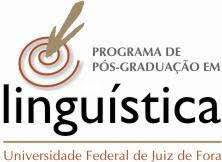 PROGRAMA DE
PÓS-GRADUAÇÃO EM
linguística
Universidade Federal de Juiz de Fora